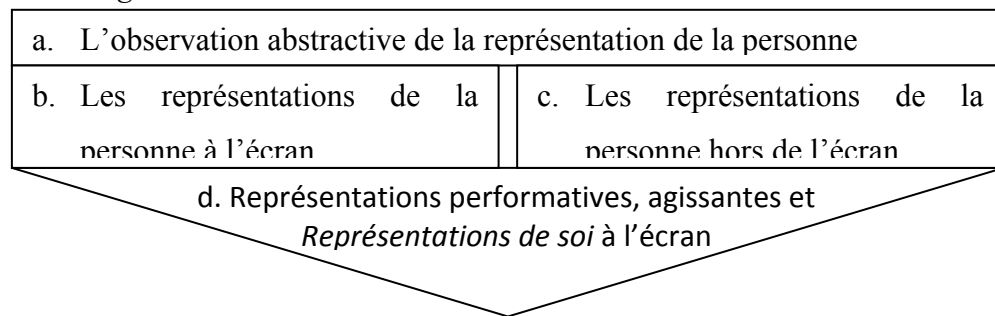 a. L’observation abstractive de la représentation de la personne
b. Les représentations de la
personne à l’écran
c. Les représentations de la
personne hors de l’écran
d. Représentations performatives, agissantes et
Représentations de soi à l’écran